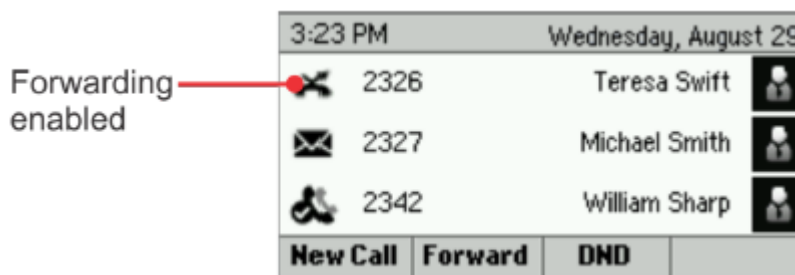 3:23 PM Wednesday, August 29
Forwarding enabled
2326 Teresa Swift
2327 Michael Smith
2342 William Sharp
New Call Forward DND